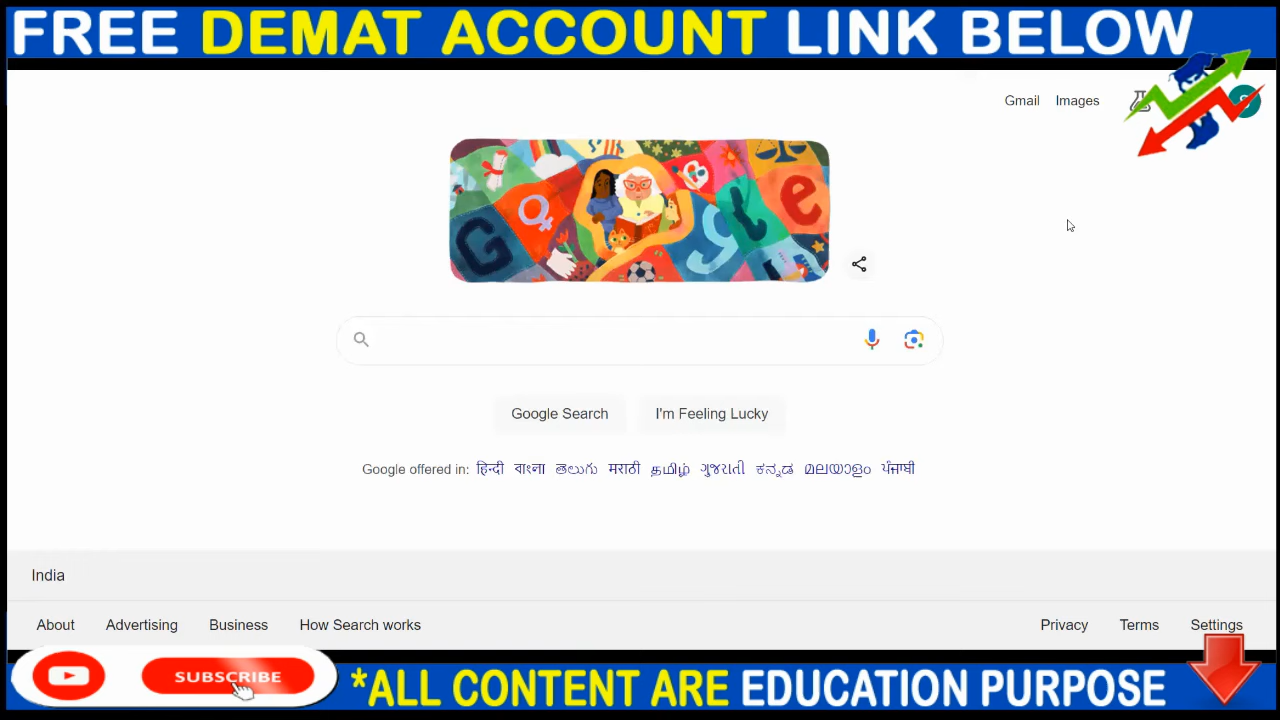 FREE DEMAT ACCOUNT LINK BELOW
Gmail Images
G g l e
Google Search I'm Feeling Lucky
Google offered in: हिन्दी বাংলা తెలుగు मराठी தமிழ் ગુજરાતી ಕನ್ನಡ മലയാളം ਪੰਜਾਬੀ
India
About Advertising Business How Search works Privacy Terms Settings
SUBSCRIBE
*ALL CONTENT ARE EDUCATION PURPOSE